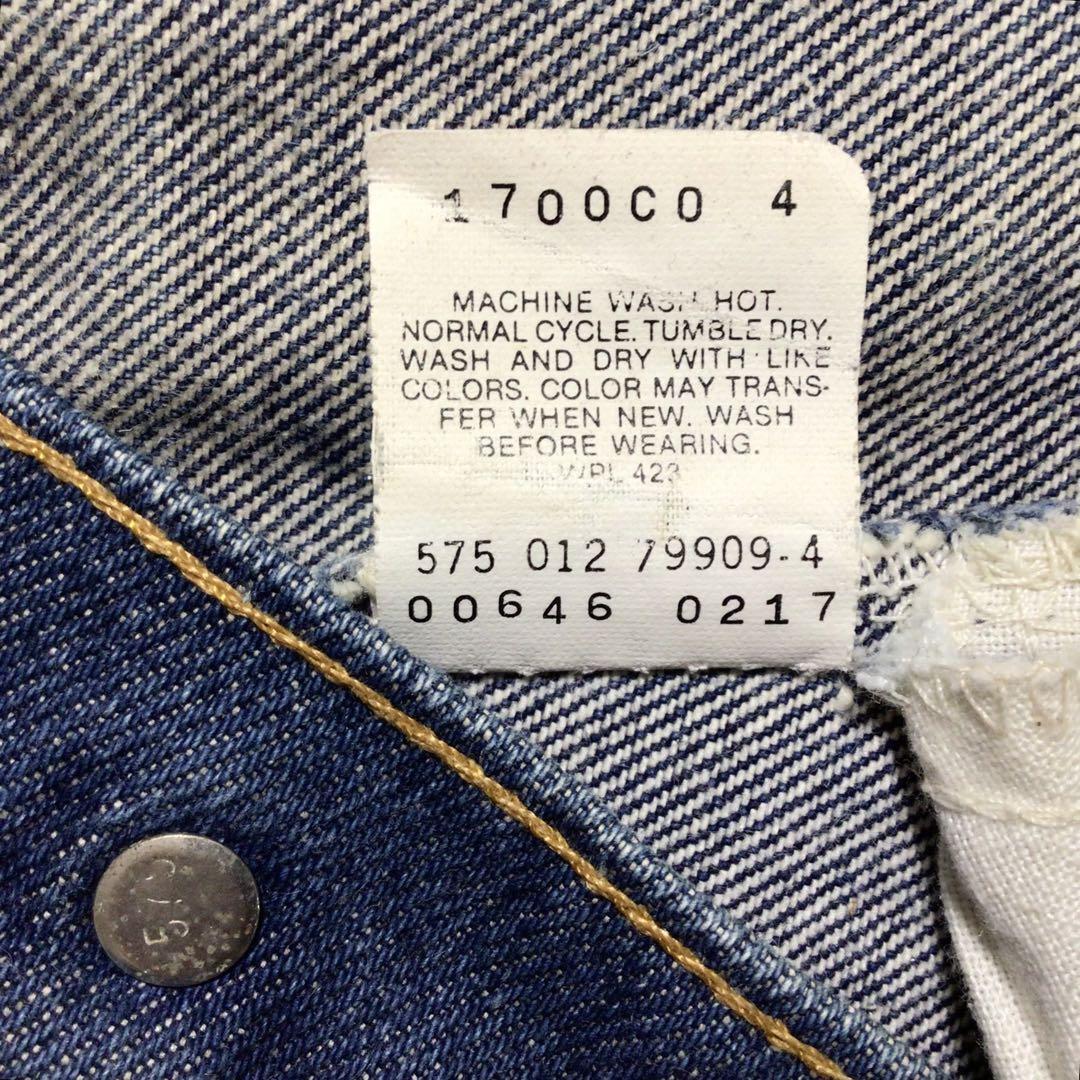 1700C0 4
MACHINE WASH HOT.
NORMAL CYCLE. TUMBLE DRY.
WASH AND DRY WITH LIKE
COLORS. COLOR MAY TRANS-
FER WHEN NEW. WASH
BEFORE WEARING.
WPL 423
575 012 79909-4
00646 0217
575